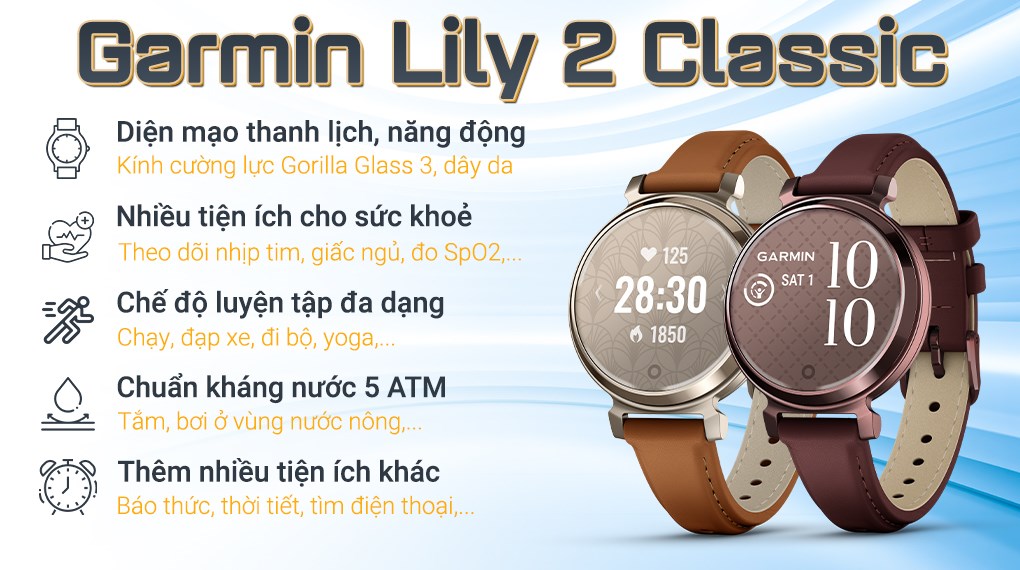 Garmin Lily 2 Classic
Diện mạo thanh lịch, năng động
Kính cường lực Gorilla Glass 3, dây da
Nhiều tiện ích cho sức khoẻ
Theo dõi nhịp tim, giấc ngủ, đo SpO2,...
Chế độ luyện tập đa dạng
Chạy, đạp xe, đi bộ, yoga,...
Chuẩn kháng nước 5 ATM
Tắm, bơi ở vùng nước nông,...
Thêm nhiều tiện ích khác
Báo thức, thời tiết, tìm điện thoại,...
125
28:30
1850
GARMIN
SAT 1
10
10